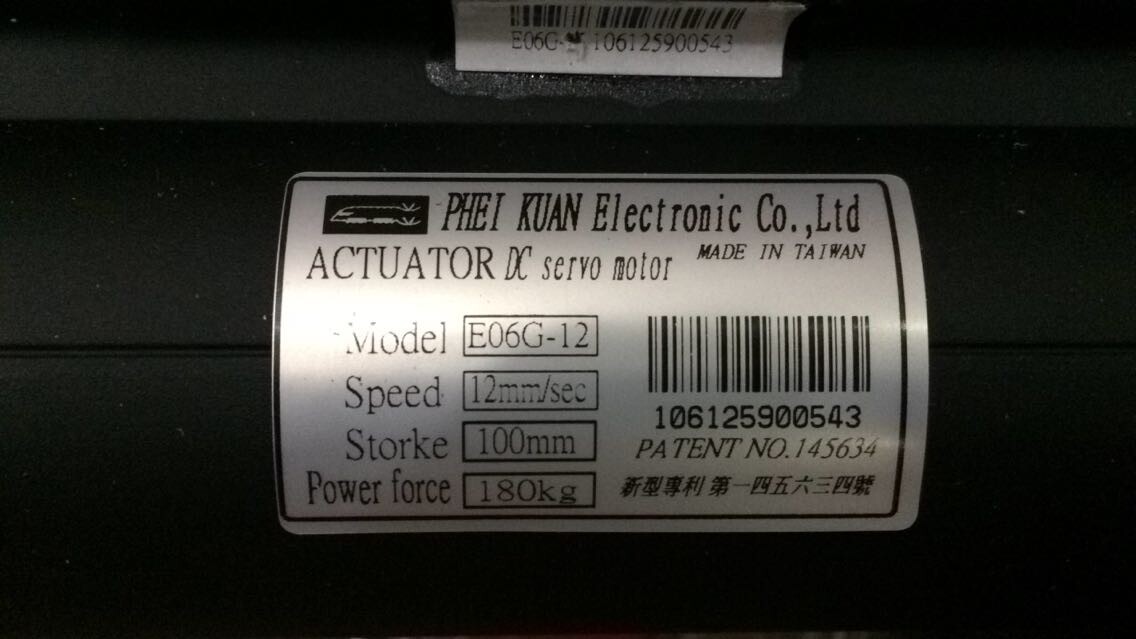 E06G- 106125900543
PHEI KUAN Electronic Co.,Ltd
MADE IN TAIWAN
ACTUATOR DC servo motor
Model E06G-12
Speed 12mm/sec
Storke 100mm
Power force 180kg
106125900543
PATENT NO.145634
新型專利 第一四五六三四號